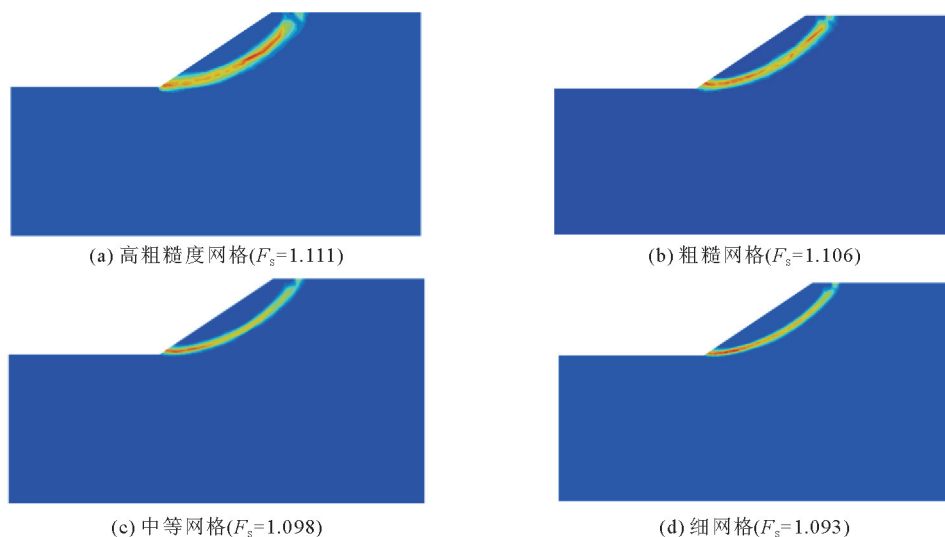 (a) 高粗糙度网格(Fs=1.111)
(b) 粗糙网格(Fs=1.106)
(c) 中等网格(Fs=1.098)
(d) 细网格(Fs=1.093)